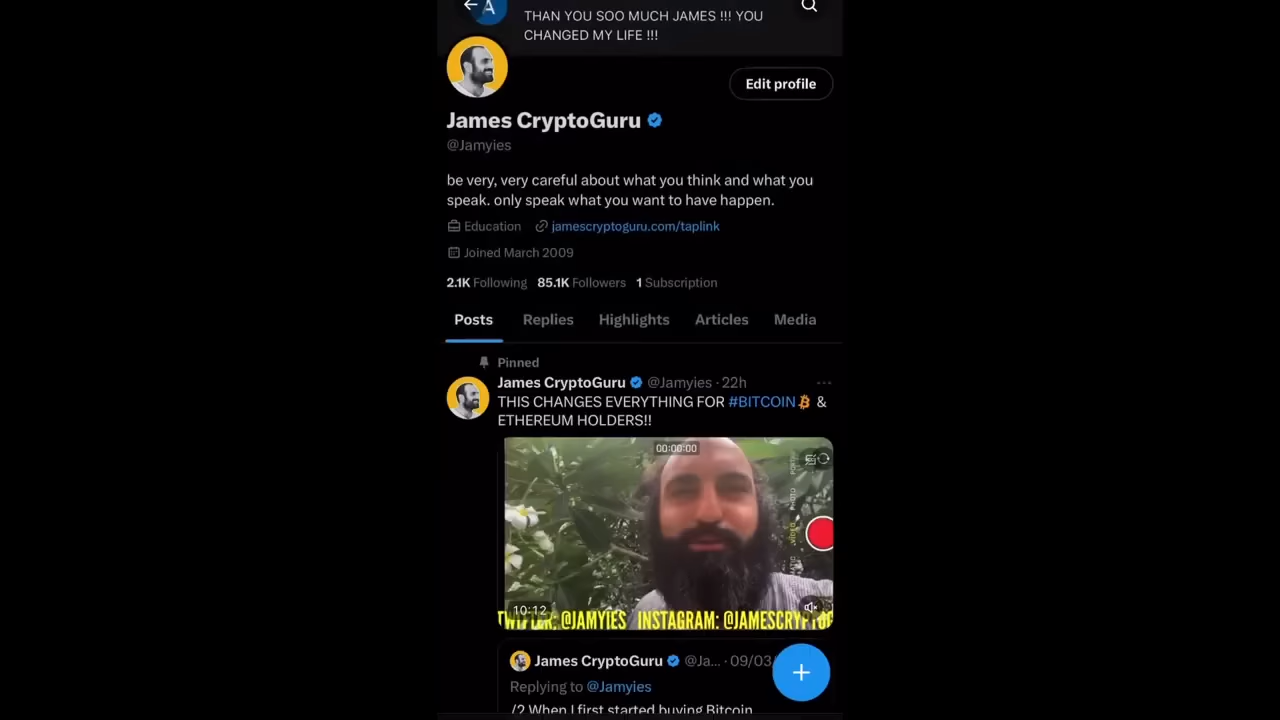 A
THAN YOU SOO MUCH JAMES !!! YOU
CHANGED MY LIFE !!!
Edit profile
James CryptoGuru
@Jamyies
be very, very careful about what you think and what you
speak. only speak what you want to have happen.
Education jamescryptoguru.com/taplink
Joined March 2009
2.1K Following 85.1K Followers 1 Subscription
Posts Replies Highlights Articles Media
Pinned
James CryptoGuru @Jamyies · 22h ...
THIS CHANGES EVERYTHING FOR #BITCOIN &
ETHEREUM HOLDERS!!
00:00:00
PHOTO
VIDEO
10:12
TWITTER: @JAMYIES INSTAGRAM: @JAMESCRYPTOG
James CryptoGuru @Ja... · 09/03/
Replying to @Jamyies
/2 When I first started buying Bitcoin